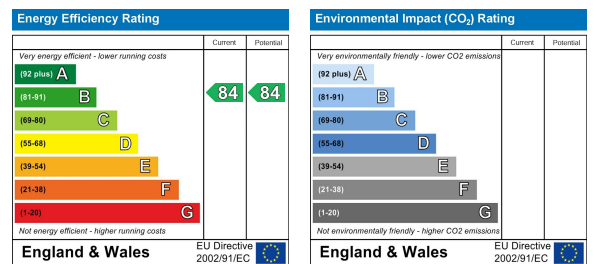 Energy Efficiency Rating
Current Potential
Very energy efficient - lower running costs
(92 plus) A
(81-91) B 84 84
(69-80) C
(55-68) D
(39-54) E
(21-38) F
(1-20) G
Not energy efficient - higher running costs
England & Wales
EU Directive
2002/91/EC
Environmental Impact (CO2) Rating
Current Potential
Very environmentally friendly - lower CO2 emissions
(92 plus) A
(81-91) B
(69-80) C
(55-68) D
(39-54) E
(21-38) F
(1-20) G
Not environmentally friendly - higher CO2 emissions
England & Wales
EU Directive
2002/91/EC